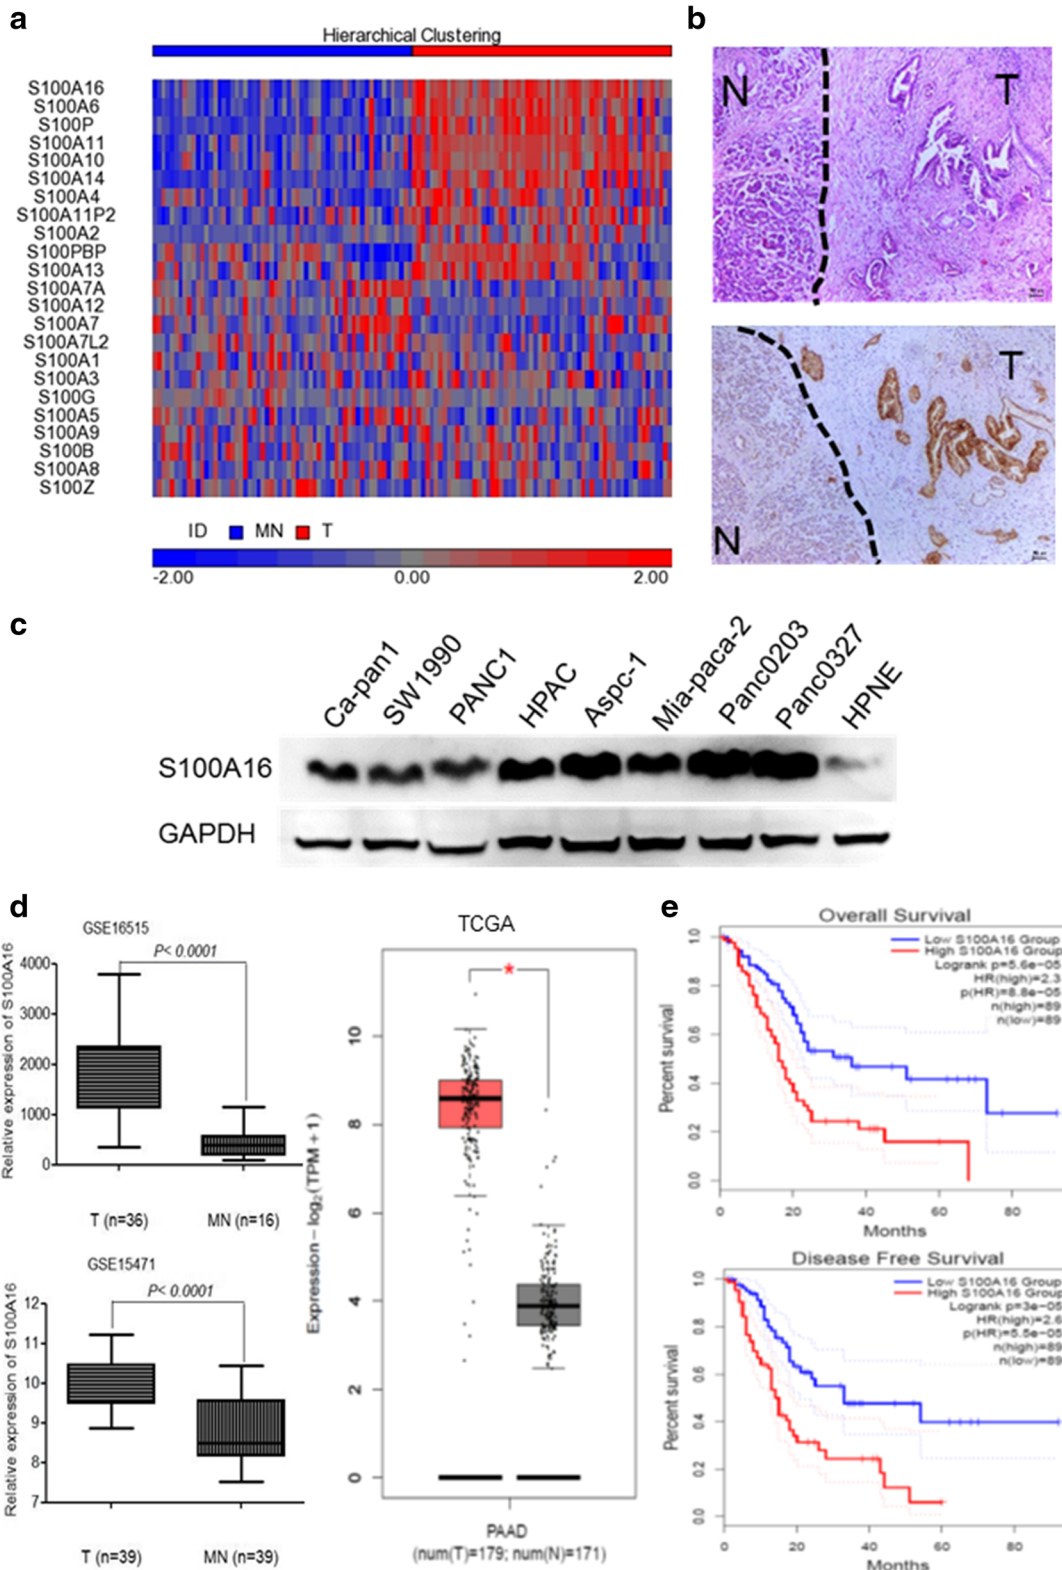 a
Hierarchical Clustering
S100A16
S100A6
S100P
S100A11
S100A10
S100A14
S100A4
S100A11P2
S100A2
S100PBP
S100A13
S100A7A
S100A12
S100A7
S100A7L2
S100A1
S100A3
S100G
S100A5
S100A9
S100B
S100A8
S100Z
ID MN T
-2.00 0.00 2.00
b
N T
T
N
c
Ca-pan1 SW1990 PANC1 HPAC Aspc-1 Mia-paca-2 Panc0203 Panc0327 HPNE
S100A16
GAPDH
d
GSE16515
P< 0.0001
Relative expression of S100A16
4000
3000
2000
1000
0
T (n=36) MN (n=16)
GSE15471
P< 0.0001
Relative expression of S100A16
12
11
10
9
8
7
T (n=39) MN (n=39)
TCGA
*
Expression – log2(TPM + 1)
10
8
6
4
2
0
PAAD
(num(T)=179; num(N)=171)
e
Overall Survival
Low S100A16 Group
High S100A16 Group
Logrank p=5.6e-05
HR(high)=2.3
p(HR)=8.8e-05
n(high)=89
n(low)=89
Percent survival
1.0
0.8
0.6
0.4
0.2
0.0
0 20 40 60 80
Months
Disease Free Survival
Low S100A16 Group
High S100A16 Group
Logrank p=3e-05
HR(high)=2.6
p(HR)=5.5e-05
n(high)=89
n(low)=89
Percent survival
1.0
0.8
0.6
0.4
0.2
0.0
0 20 40 60 80
Months